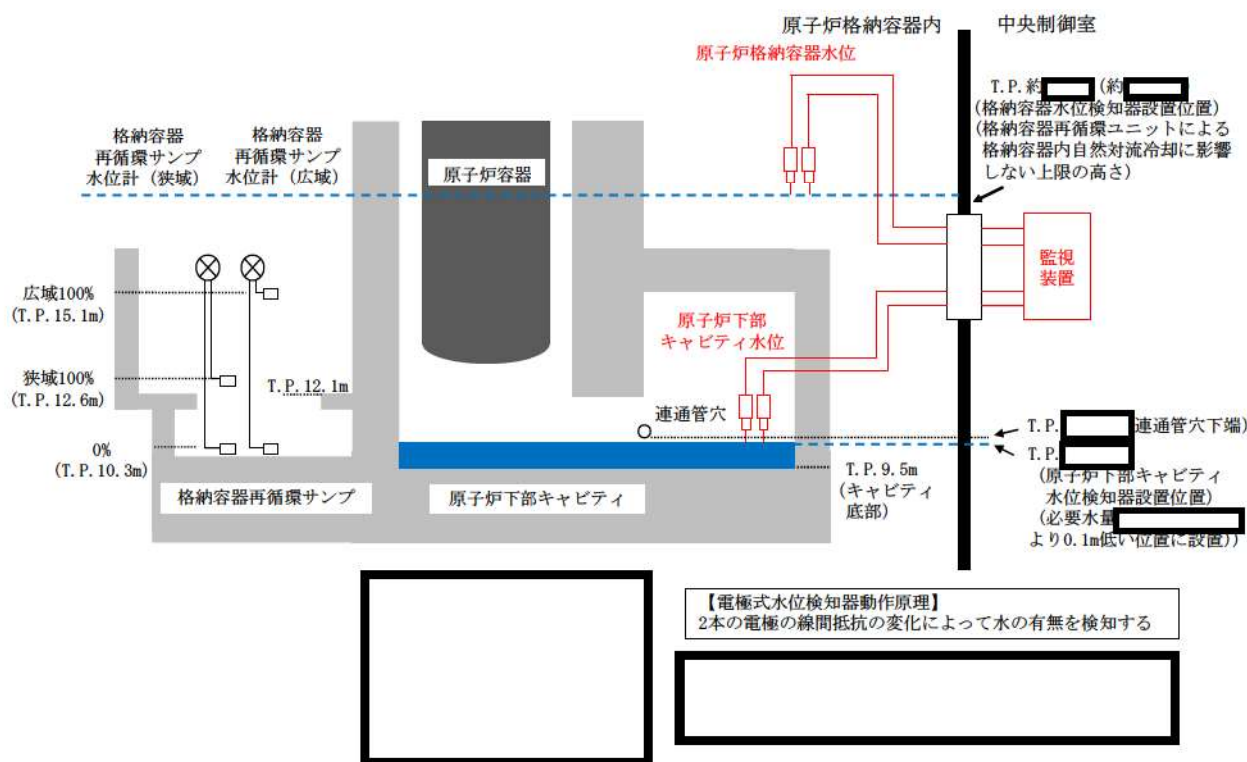 原子炉格納容器内
中央制御室
原子炉格納容器水位
T.P.約 (約 )
(格納容器水位検知器設置位置)
(格納容器再循環ユニットによる
格納容器内自然対流冷却に影響
しない上限の高さ)
格納容器
再循環サンプ
水位計(狭域)
格納容器
再循環サンプ
水位計(広域)
原子炉容器
監視
装置
広域100%
(T.P.15.1m)
原子炉下部
キャビティ水位
狭域100%
(T.P.12.6m)
T.P.12.1m
連通管穴
T.P. 連通管穴下端)
0%
(T.P.10.3m)
T.P.
(原子炉下部キャビティ
水位検知器設置位置)
(必要水量
より0.1m低い位置に設置))
T.P.9.5m
(キャビティ
底部)
格納容器再循環サンプ
原子炉下部キャビティ
【電極式水位検知器動作原理】
2本の電極の線間抵抗の変化によって水の有無を検知する